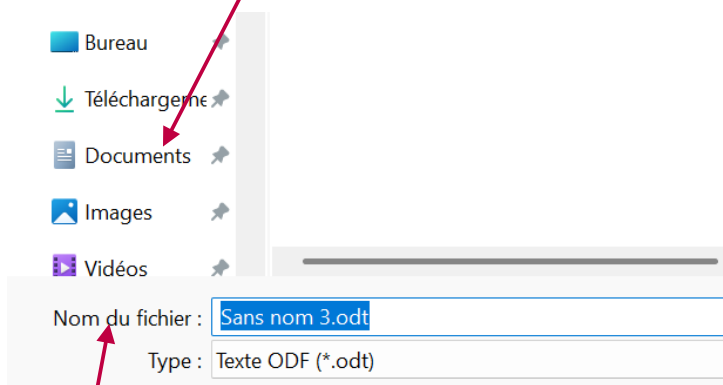 Bureau
Téléchargeme
Documents
Images
Vidéos
Nom du fichier : Sans nom 3.odt
Type : Texte ODF (*.odt)